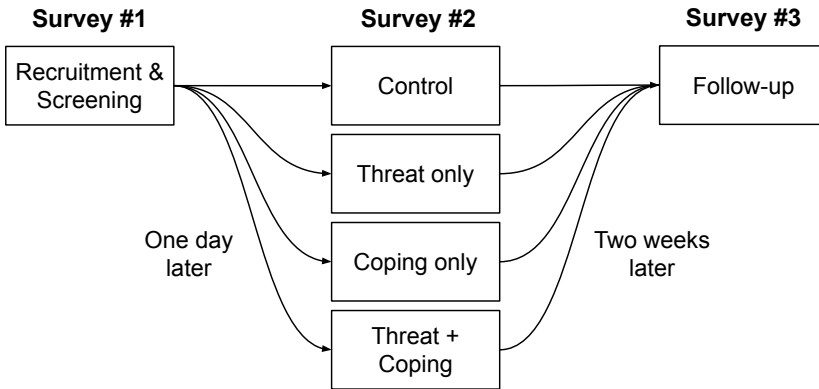 Survey #1
Survey #2
Survey #3
Recruitment &
Screening
Control
Follow-up
Threat only
One day
later
Coping only
Two weeks
later
Threat +
Coping